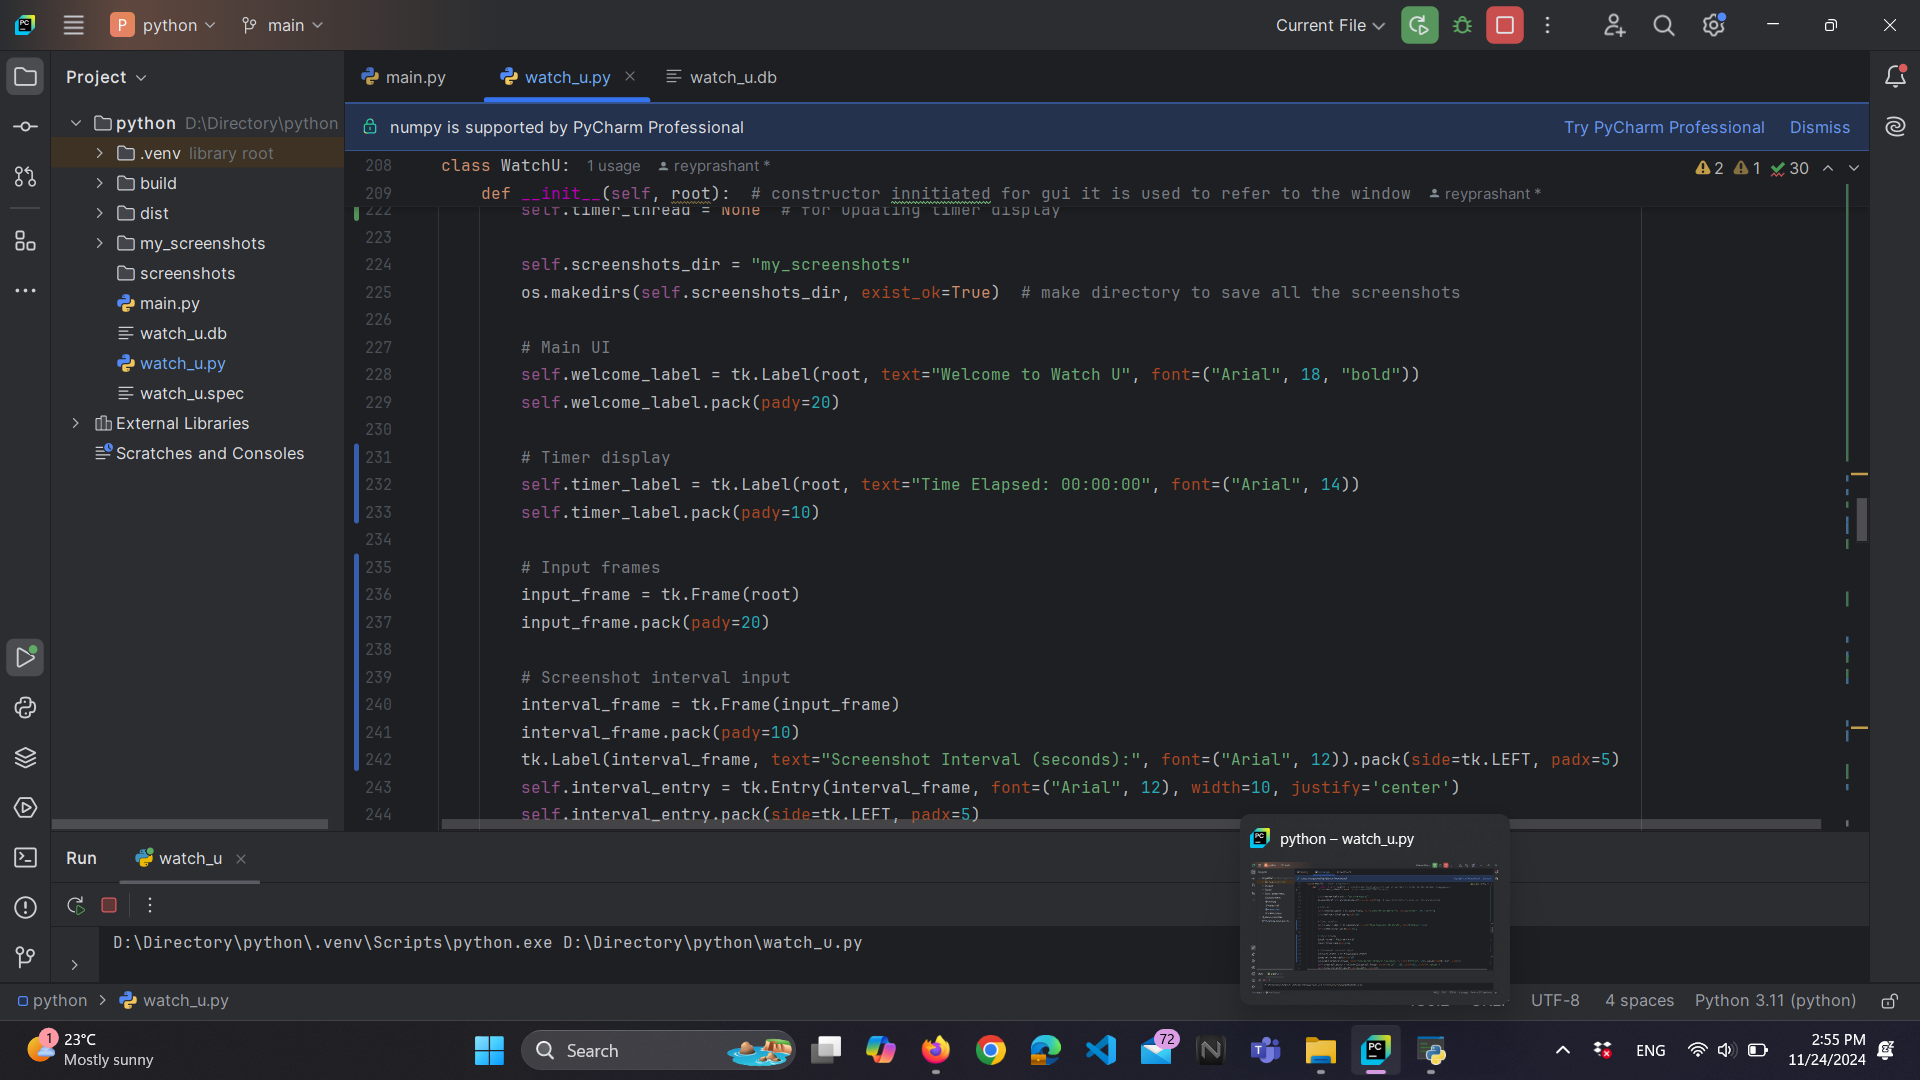 P python main Current File
Project
main.py watch_u.py watch_u.db
python D:\Directory\python
numpy is supported by PyCharm Professional Try PyCharm Professional Dismiss
.venv library root
build
dist
my_screenshots
screenshots
main.py
watch_u.db
watch_u.py
watch_u.spec
External Libraries
Scratches and Consoles
2 1 30
208 class WatchU: 1 usage reyprashant *
209 def __init__(self, root): # constructor innitiated for gui it is used to refer to the window reyprashant *
222 self.timer_thread = None # for updating timer display
223
224 self.screenshots_dir = "my_screenshots"
225 os.makedirs(self.screenshots_dir, exist_ok=True) # make directory to save all the screenshots
226
227 # Main UI
228 self.welcome_label = tk.Label(root, text="Welcome to Watch U", font=("Arial", 18, "bold"))
229 self.welcome_label.pack(pady=20)
230
231 # Timer display
232 self.timer_label = tk.Label(root, text="Time Elapsed: 00:00:00", font=("Arial", 14))
233 self.timer_label.pack(pady=10)
234
235 # Input frames
236 input_frame = tk.Frame(root)
237 input_frame.pack(pady=20)
238
239 # Screenshot interval input
240 interval_frame = tk.Frame(input_frame)
241 interval_frame.pack(pady=10)
242 tk.Label(interval_frame, text="Screenshot Interval (seconds):", font=("Arial", 12)).pack(side=tk.LEFT, padx=5)
243 self.interval_entry = tk.Entry(interval_frame, font=("Arial", 12), width=10, justify='center')
244 self.interval_entry.pack(side=tk.LEFT, padx=5)
python – watch_u.py
Run watch_u
D:\Directory\python\.venv\Scripts\python.exe D:\Directory\python\watch_u.py
python watch_u.py UTF-8 4 spaces Python 3.11 (python)
1 23°C
Mostly sunny
Search
72
ENG
2:55 PM
11/24/2024